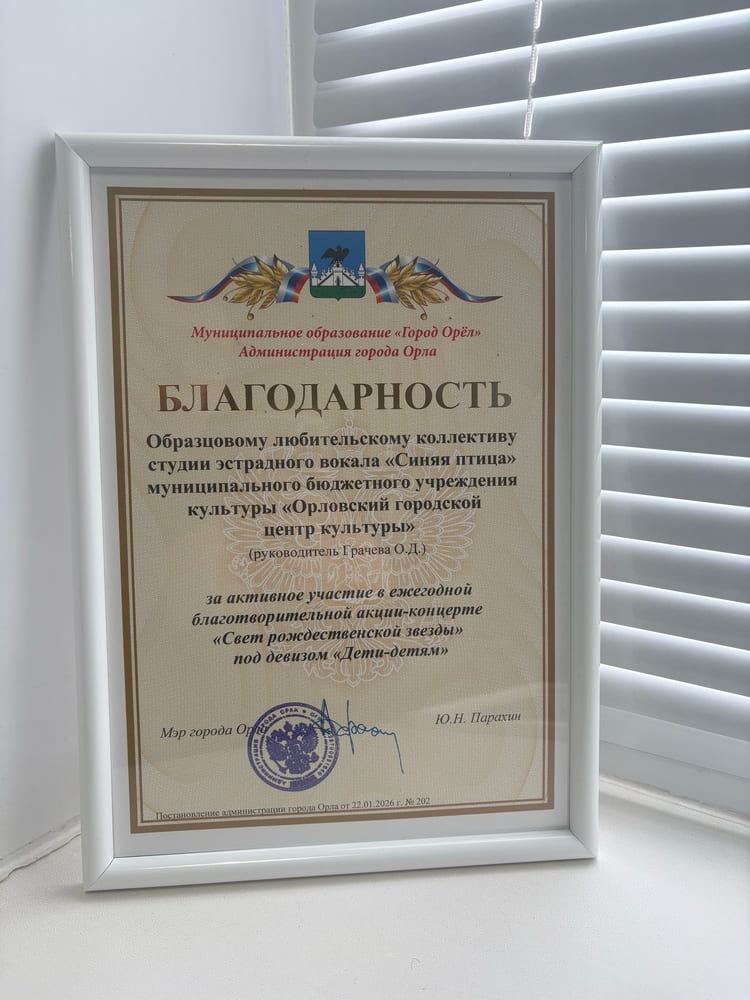 Муниципальное образование «Город Орёл»
Администрация города Орла
БЛАГОДАРНОСТЬ
Образцовому любительскому коллективу
студии эстрадного вокала «Синяя птица»
муниципального бюджетного учреждения
культуры «Орловский городской
центр культуры»
(руководитель Грачева О.Д.)
за активное участие в ежегодной
благотворительной акции-концерте
«Свет рождественской звезды»
под девизом «Дети-детям»
Мэр города Ю.Н. Парахин
Постановление администрации города Орла от 22.01.2026 г. № 202